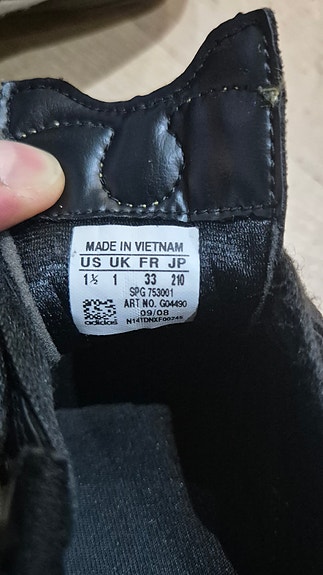 MADE IN VIETNAM
US UK FR JP
1½ 1 33 210
SPG 753001
ART NO. G04490
09/08
adidas